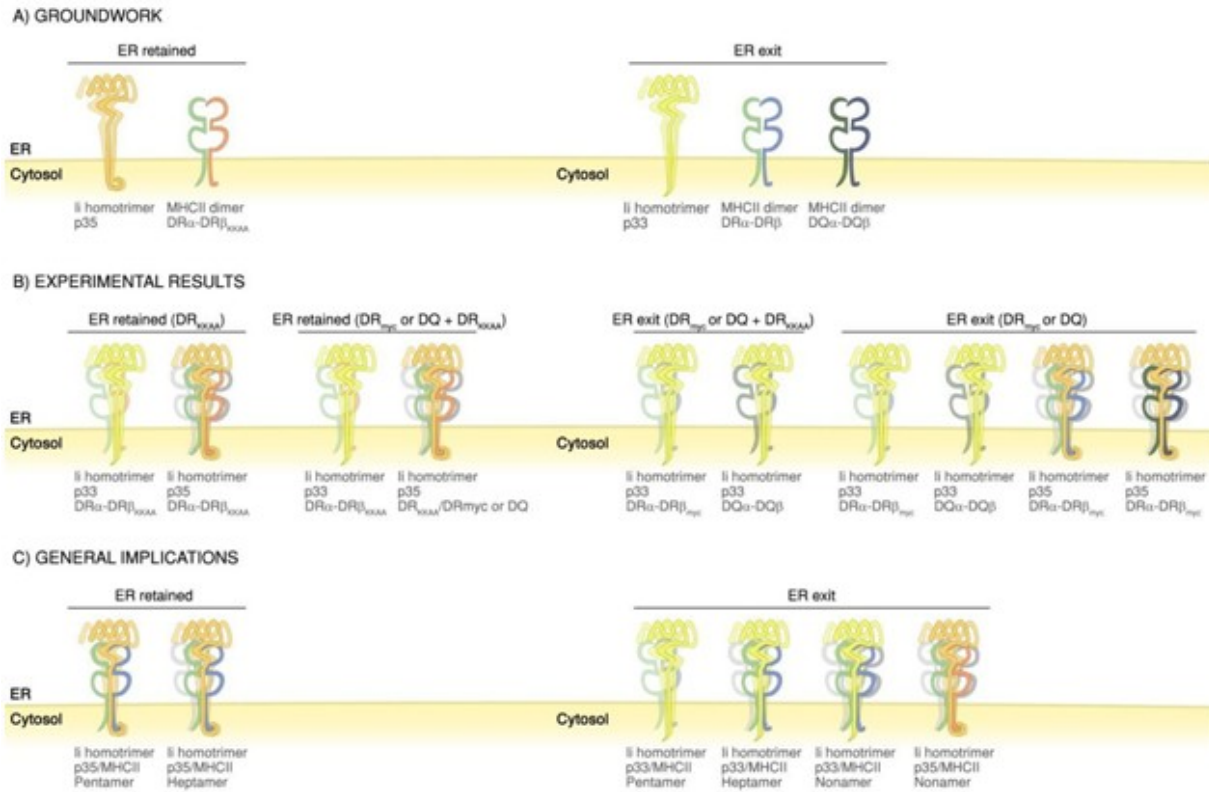 A) GROUNDWORK
ER retained
ER exit
ER
Cytosol
Cytosol
Ii homotrimer
p35
MHCII dimer
DRα-DRβKKAA
Ii homotrimer
p33
MHCII dimer
DRα-DRβ
MHCII dimer
DQα-DQβ
B) EXPERIMENTAL RESULTS
ER retained (DRKKAA)
ER retained (DRmyc or DQ + DRKKAA)
ER exit (DRmyc or DQ + DRKKAA)
ER exit (DRmyc or DQ)
ER
Cytosol
Cytosol
Ii homotrimer
p33
DRα-DRβKKAA
Ii homotrimer
p35
DRα-DRβKKAA
Ii homotrimer
p33
DRα-DRβKKAA
Ii homotrimer
p35
DRKKAA/DRmyc or DQ
Ii homotrimer
p33
DRα-DRβmyc
Ii homotrimer
p33
DQα-DQβ
Ii homotrimer
p33
DRα-DRβmyc
Ii homotrimer
p33
DQα-DQβ
Ii homotrimer
p35
DRα-DRβmyc
Ii homotrimer
p35
DRα-DRβmyc
C) GENERAL IMPLICATIONS
ER retained
ER exit
ER
Cytosol
Cytosol
Ii homotrimer
p35/MHCII
Pentamer
Ii homotrimer
p35/MHCII
Heptamer
Ii homotrimer
p33/MHCII
Pentamer
Ii homotrimer
p33/MHCII
Heptamer
Ii homotrimer
p33/MHCII
Nonamer
Ii homotrimer
p35/MHCII
Nonamer